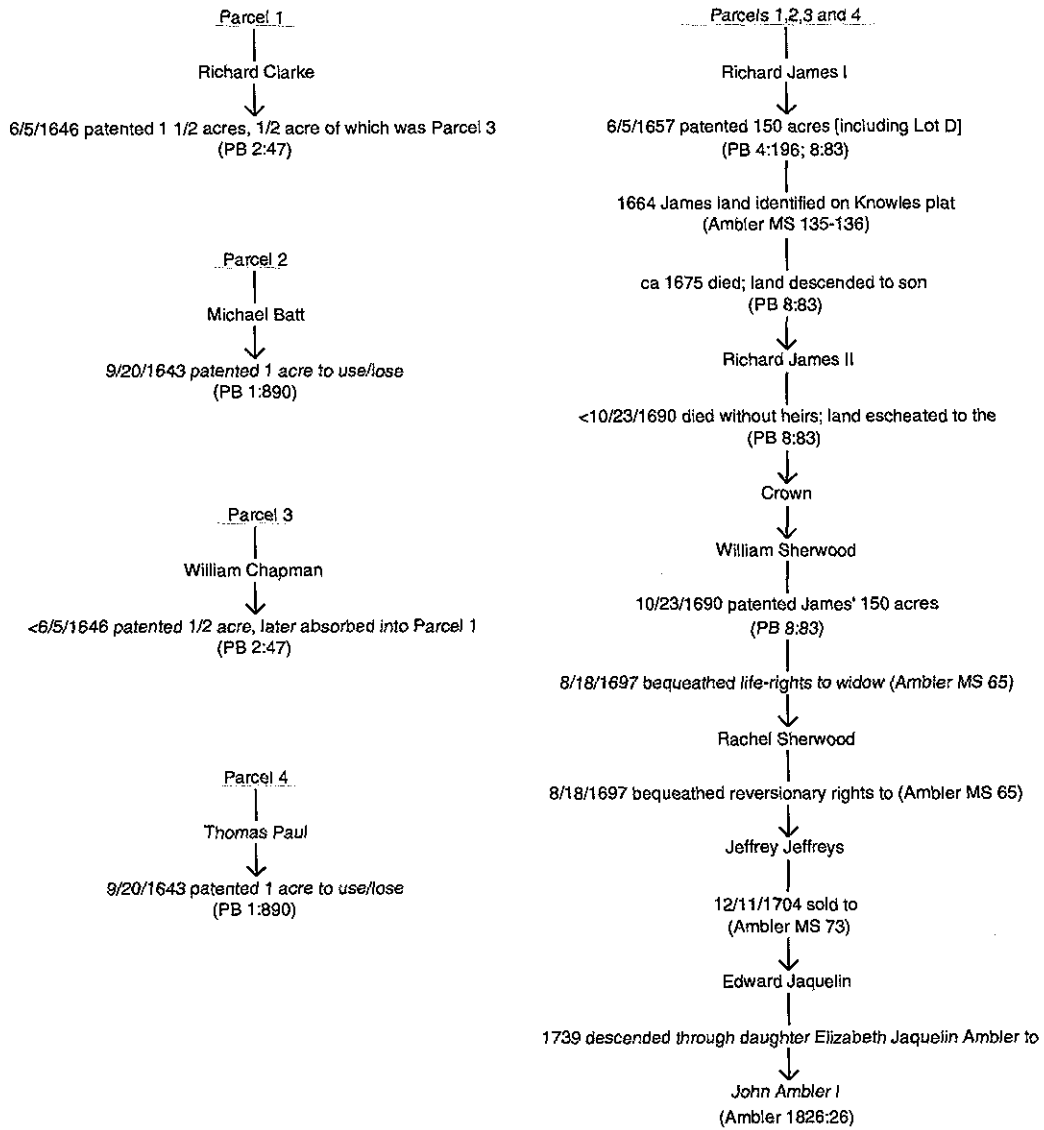 Parcel 1
Richard Clarke
6/5/1646 patented 1 1/2 acres, 1/2 acre of which was Parcel 3
(PB 2:47)
Parcel 2
Michael Batt
9/20/1643 patented 1 acre to use/lose
(PB 1:890)
Parcel 3
William Chapman
<6/5/1646 patented 1/2 acre, later absorbed into Parcel 1
(PB 2:47)
Parcel 4
Thomas Paul
9/20/1643 patented 1 acre to use/lose
(PB 1:890)
Parcels 1,2,3 and 4
Richard James I
6/5/1657 patented 150 acres [including Lot D]
(PB 4:196; 8:83)
1664 James land identified on Knowles plat
(Ambler MS 135-136)
ca 1675 died; land descended to son
(PB 8:83)
Richard James II
<10/23/1690 died without heirs; land escheated to the
(PB 8:83)
Crown
William Sherwood
10/23/1690 patented James' 150 acres
(PB 8:83)
8/18/1697 bequeathed life-rights to widow (Ambler MS 65)
Rachel Sherwood
8/18/1697 bequeathed reversionary rights to (Ambler MS 65)
Jeffrey Jeffreys
12/11/1704 sold to
(Ambler MS 73)
Edward Jaquelin
1739 descended through daughter Elizabeth Jaquelin Ambler to
John Ambler I
(Ambler 1826:26)